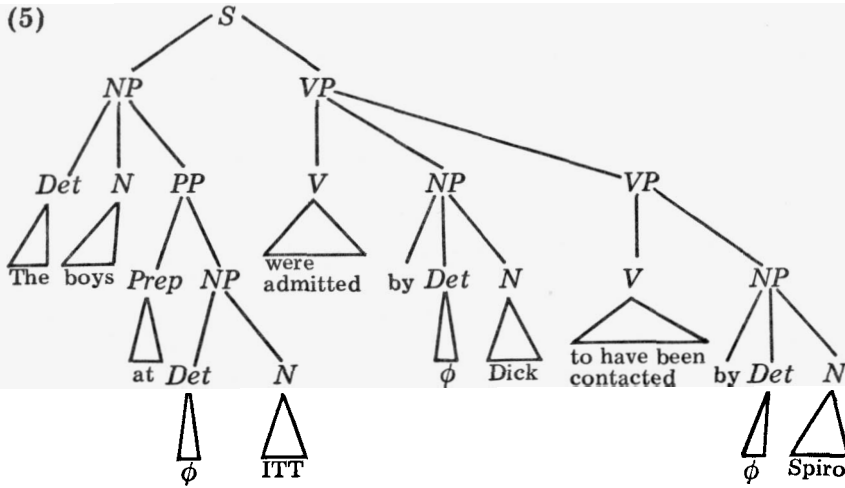 (5)
S
NP VP
Det N PP V NP VP
The boys Prep NP were admitted by Det N V NP
at Det N ϕ Dick to have been contacted by Det N
ϕ ITT ϕ Spiro